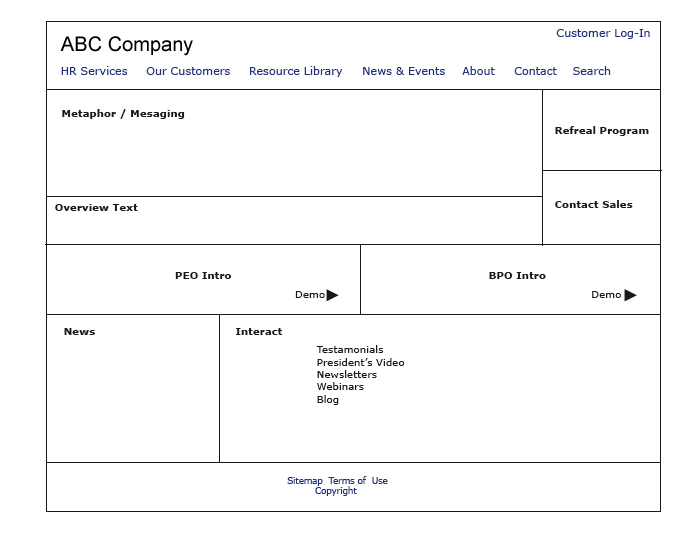 Customer Log-In
ABC Company
HR Services Our Customers Resource Library News & Events About Contact Search
Metaphor / Mesaging
Refreal Program
Contact Sales
Overview Text
PEO Intro
Demo
BPO Intro
Demo
News
Interact
Testamonials
President's Video
Newsletters
Webinars
Blog
Sitemap Terms of Use
Copyright